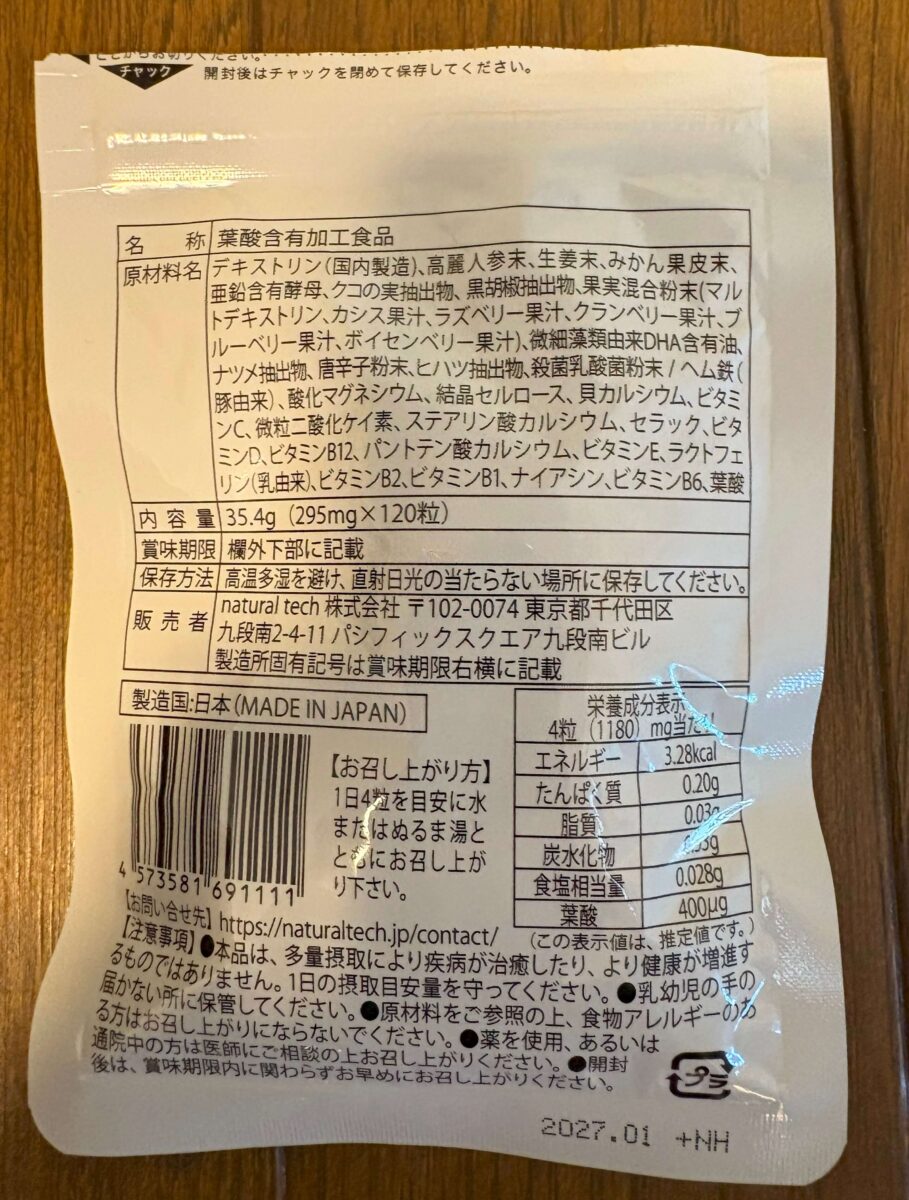 ここからお切りください。
チャック 開封後はチャックを閉めて保存してください。
名 称 葉酸含有加工食品
原材料名 デキストリン(国内製造)、高麗人参末、生姜末、みかん果皮末、
亜鉛含有酵母、クコの実抽出物、黒胡椒抽出物、果実混合粉末(マル
トデキストリン、カシス果汁、ラズベリー果汁、クランベリー果汁、ブ
ルーベリー果汁、ボイセンベリー果汁)、微細藻類由来DHA含有油、
ナツメ抽出物、唐辛子粉末、ヒハツ抽出物、殺菌乳酸菌粉末 / ヘム鉄(
豚由来)、酸化マグネシウム、結晶セルロース、貝カルシウム、ビタミ
ンC、微粒二酸化ケイ素、ステアリン酸カルシウム、セラック、ビタ
ミンD、ビタミンB12、パントテン酸カルシウム、ビタミンE、ラクトフェ
リン(乳由来)、ビタミンB2、ビタミンB1、ナイアシン、ビタミンB6、葉酸
内容量 35.4g (295mg×120粒)
賞味期限 欄外下部に記載
保存方法 高温多湿を避け、直射日光の当たらない場所に保存してください。
販売者 natural tech 株式会社 〒102-0074 東京都千代田区
九段南2-4-11 パシフィックスクエア九段南ビル
製造所固有記号は賞味期限右横に記載
製造国:日本(MADE IN JAPAN)
4 573581 691111
【お召し上がり方】
1日4粒を目安に水
またはぬるま湯と
ともにお召し上が
り下さい。
栄養成分表示
4粒 (1180) mg当たり
エネルギー 3.28kcal
たんぱく質 0.20g
脂質 0.03g
炭水化物
食塩相当量 0.028g
葉酸 400μg
(この表示値は、推定値です。)
【お問い合せ先】https://naturaltech.jp/contact/
【注意事項】●本品は、多量摂取により疾病が治癒したり、より健康が増進す
るものではありません。1日の摂取目安量を守ってください。●乳幼児の手の
届かない所に保管してください。●原材料をご参照の上、食物アレルギーのあ
る方はお召し上がりにならないでください。●薬を使用、あるいは
通院中の方は医師にご相談の上お召し上がりください。●開封
後は、賞味期限内に関わらずお早めにお召し上がりください。
プラ
2027.01 +NH